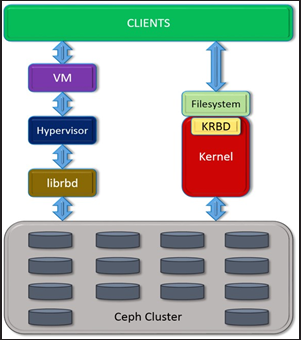 CLIENTS
VM
Hypervisor
librbd
Filesystem
KRBD
Kernel
Ceph Cluster